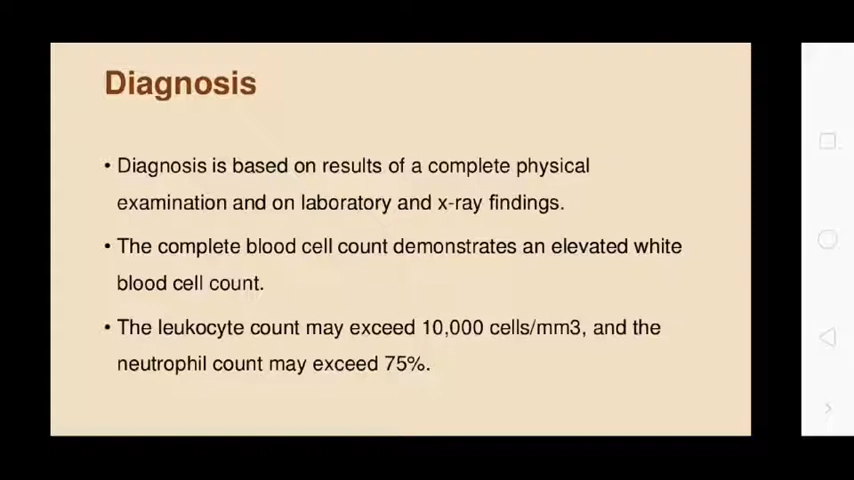 Diagnosis
• Diagnosis is based on results of a complete physical
examination and on laboratory and x-ray findings.
• The complete blood cell count demonstrates an elevated white
blood cell count.
• The leukocyte count may exceed 10,000 cells/mm3, and the
neutrophil count may exceed 75%.